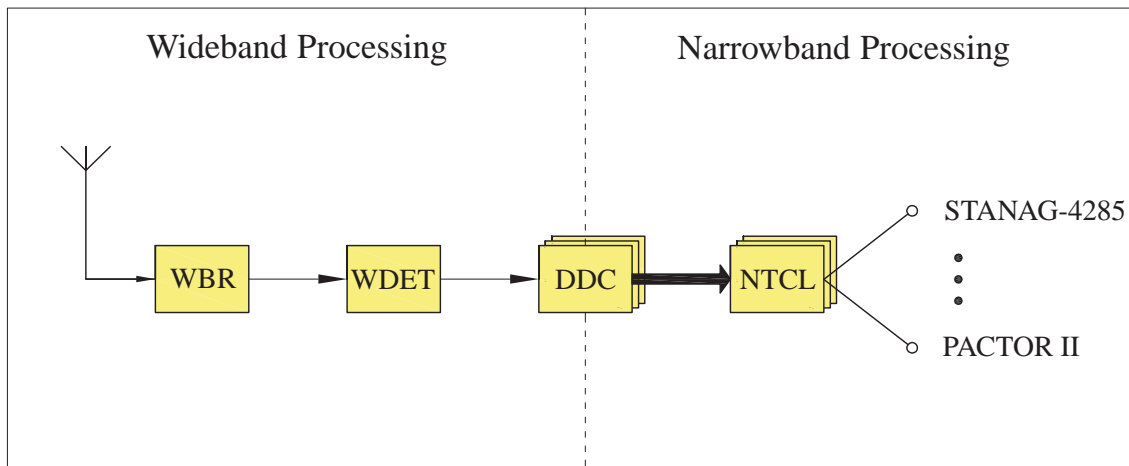 Wideband Processing
Narrowband Processing
WBR
WDET
DDC
NTCL
STANAG-4285
PACTOR II